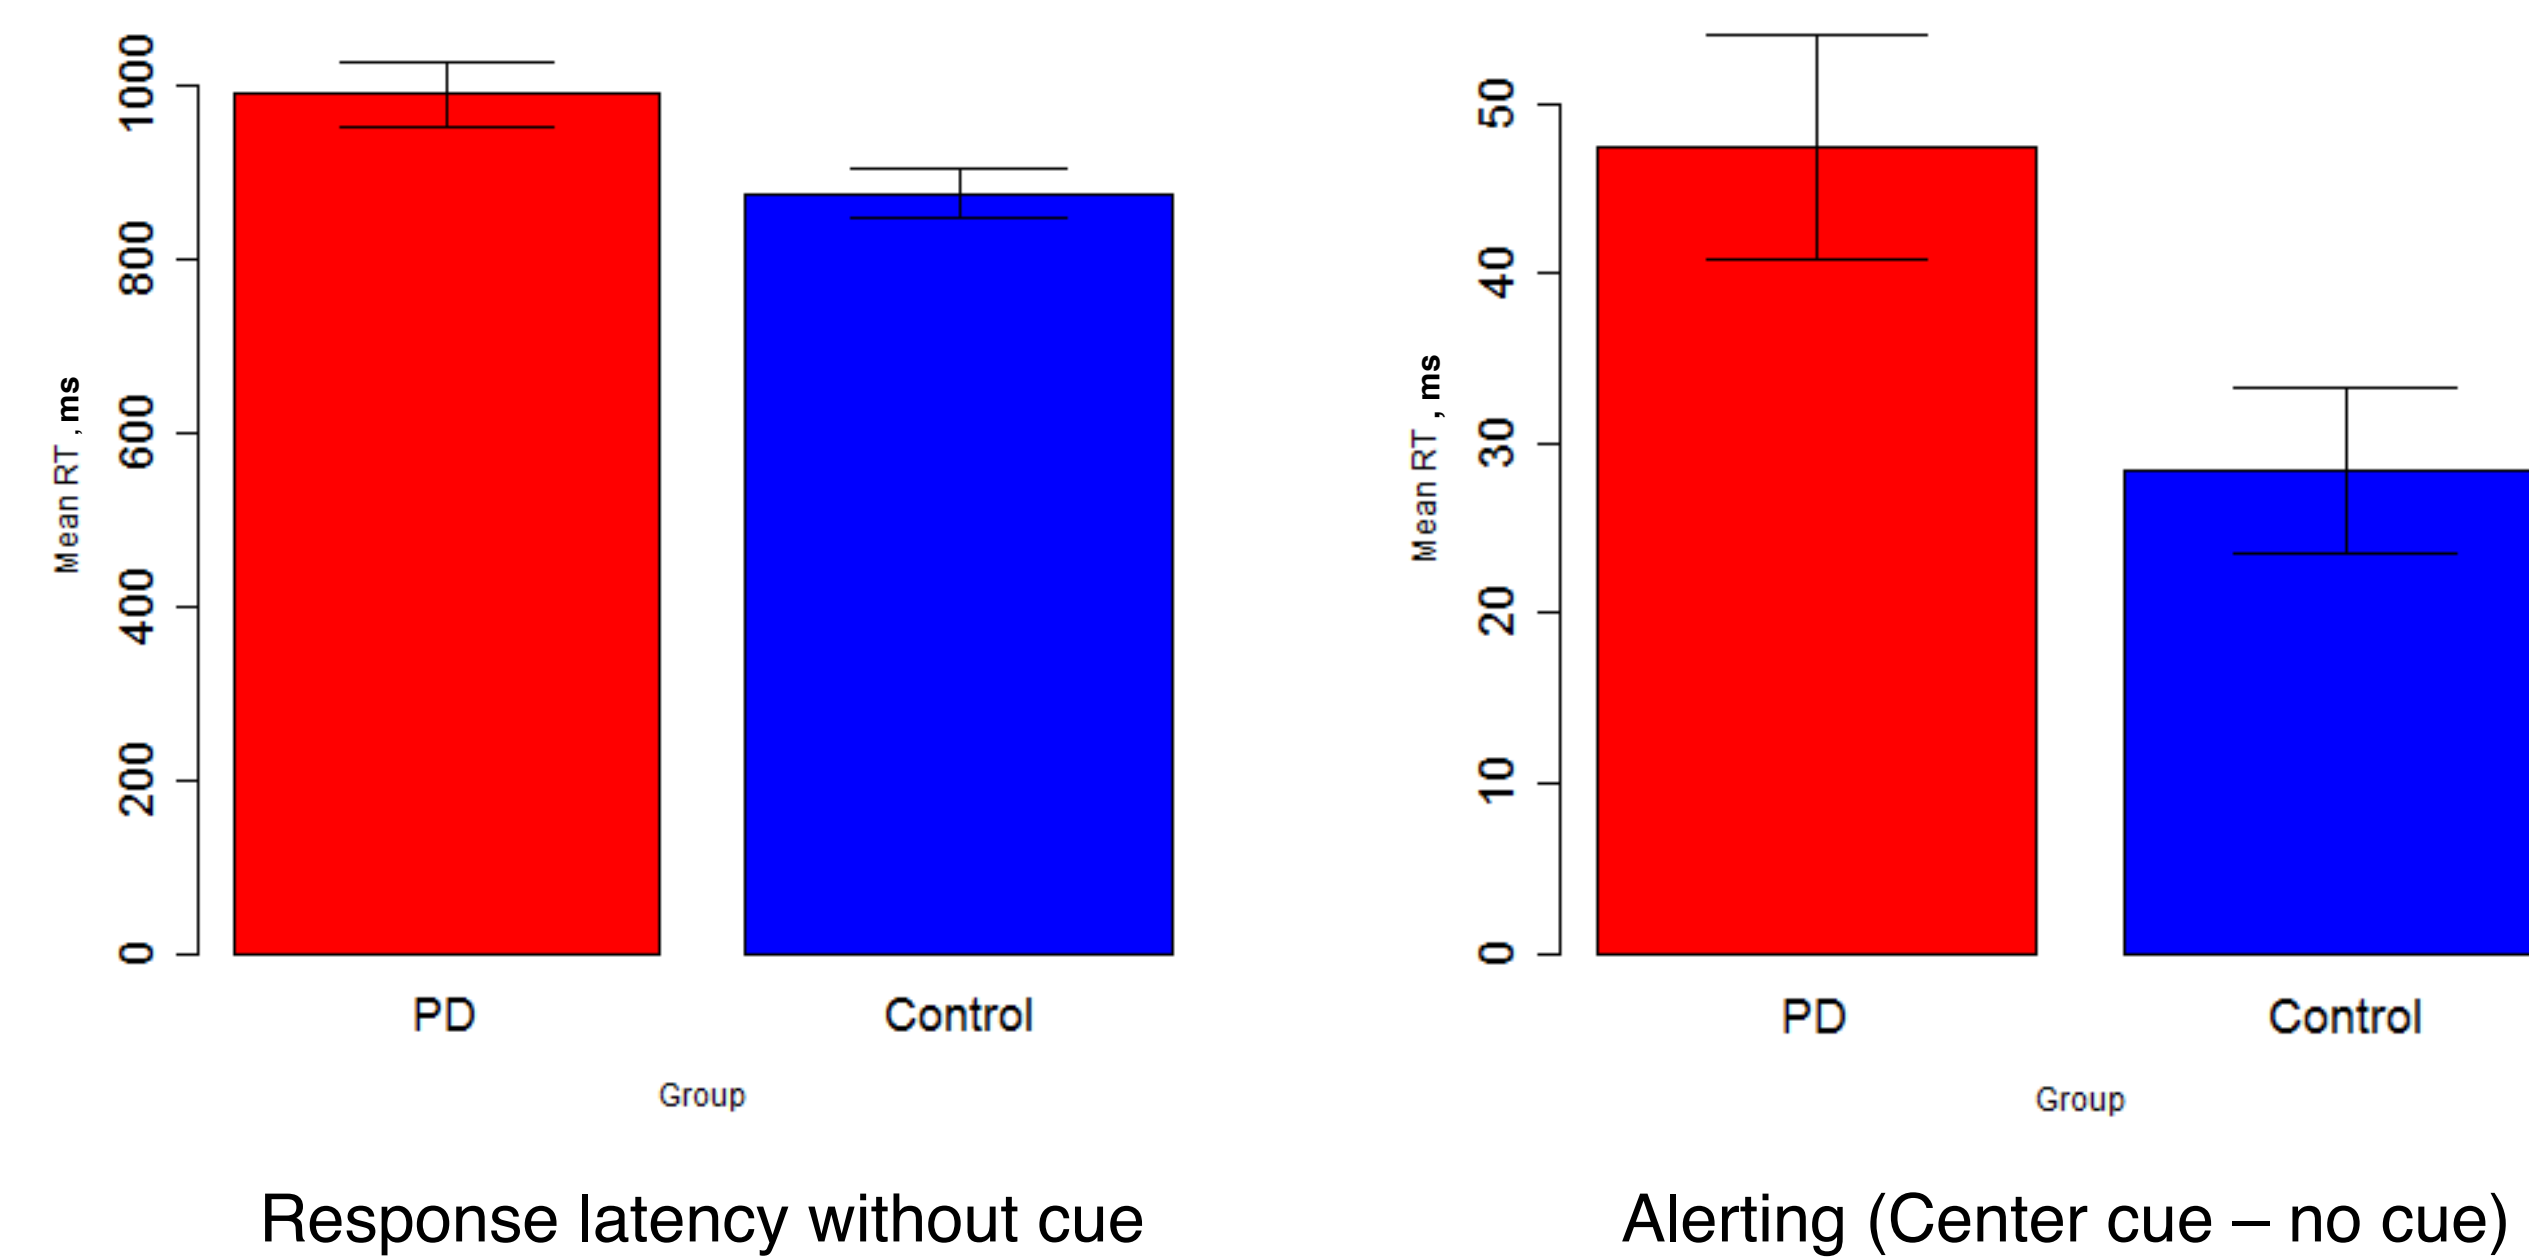 Mean RT , ms
1000
800
600
400
200
0
PD Control
Group
Response latency without cue
Mean RT , ms
50
40
30
20
10
0
PD Control
Group
Alerting (Center cue – no cue)